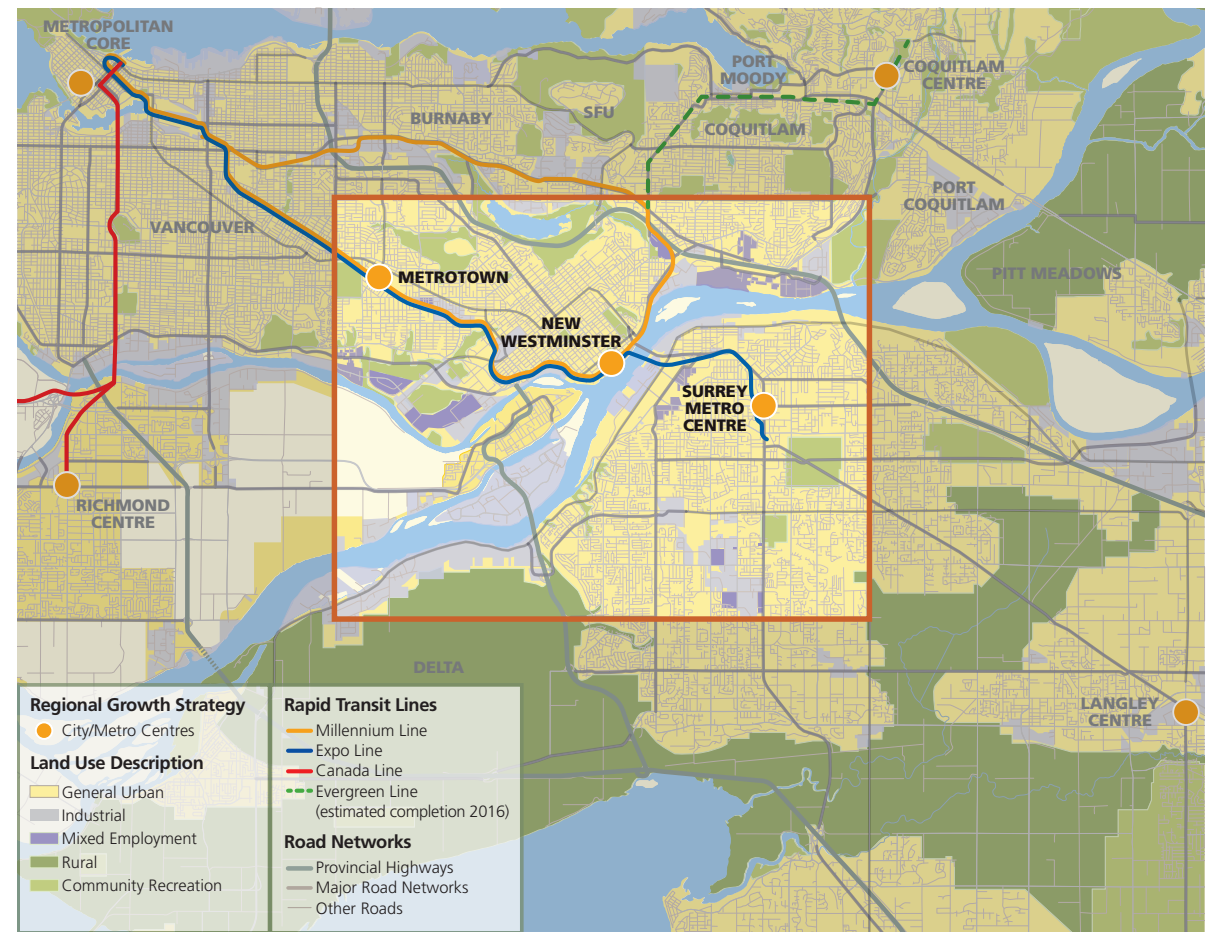 METROPOLITAN
CORE
PORT
MOODY
COQUITLAM
CENTRE
BURNABY
SFU
COQUITLAM
PORT
COQUITLAM
VANCOUVER
PITT MEADOWS
METROTOWN
NEW
WESTMINSTER
SURREY
METRO
CENTRE
RICHMOND
CENTRE
DELTA
LANGLEY
CENTRE
Regional Growth Strategy
City/Metro Centres
Land Use Description
General Urban
Industrial
Mixed Employment
Rural
Community Recreation
Rapid Transit Lines
Millennium Line
Expo Line
Canada Line
Evergreen Line
(estimated completion 2016)
Road Networks
Provincial Highways
Major Road Networks
Other Roads